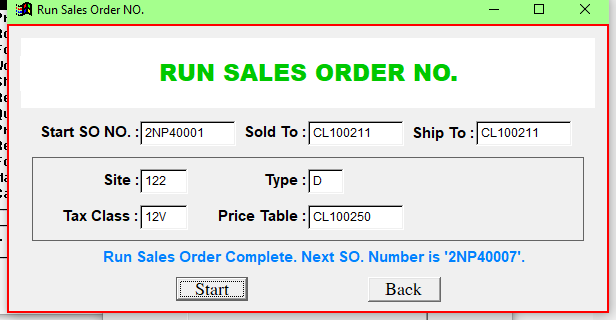 Run Sales Order NO.
RUN SALES ORDER NO.
Start SO NO. : 2NP40001 Sold To : CL100211 Ship To : CL100211
Site : 122 Type : D
Tax Class : 12V Price Table : CL100250
Run Sales Order Complete. Next SO. Number is '2NP40007'.
Start Back